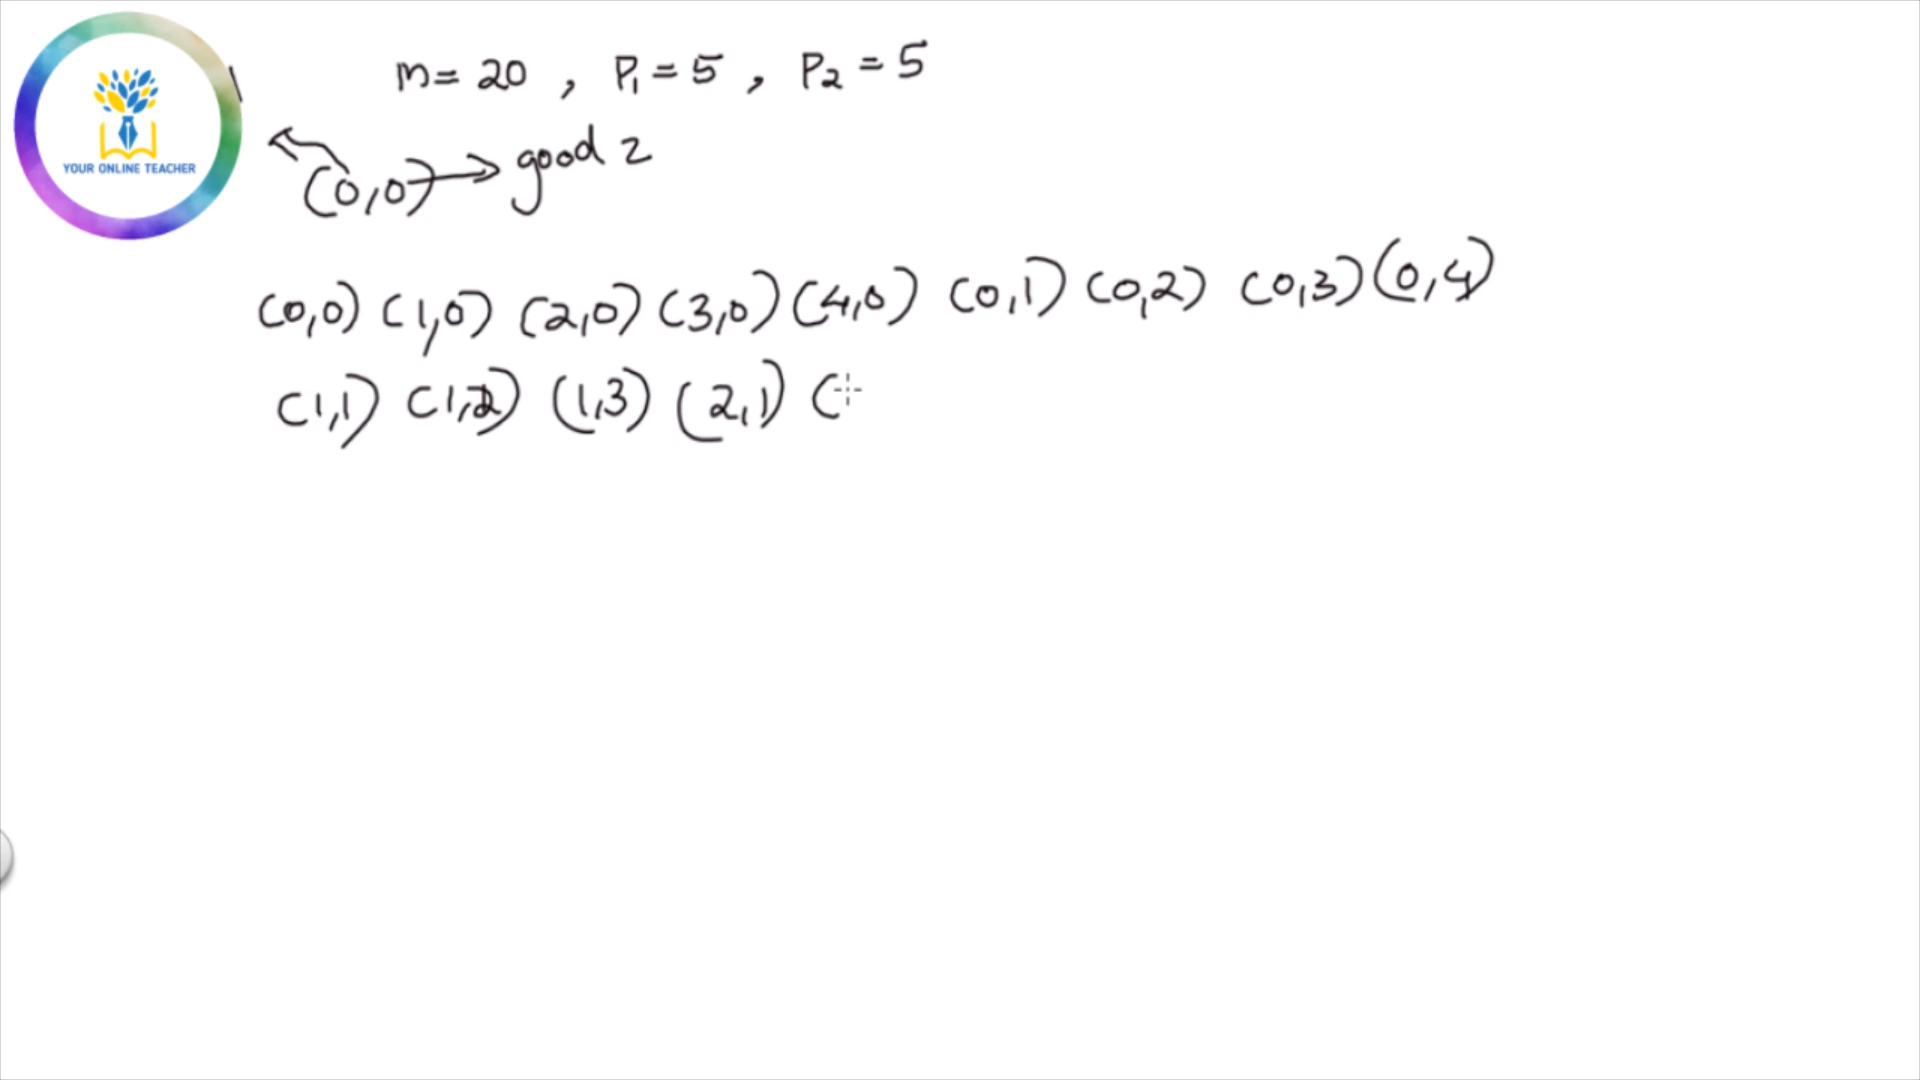 YOUR ONLINE TEACHER
m = 20 , P₁ = 5 , P₂ = 5
(0,0) → good 2
(0,0) (1,0) (2,0) (3,0) (4,0) (0,1) (0,2) (0,3) (0,4)
(1,1) (1,2) (1,3) (2,1) (